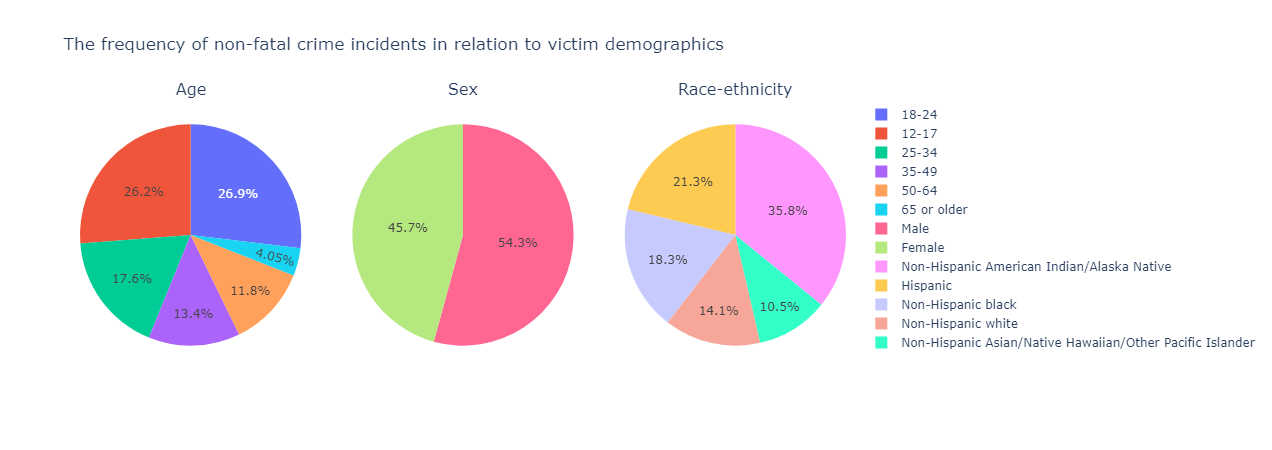 The frequency of non-fatal crime incidents in relation to victim demographics
Age
Sex
Race-ethnicity
26.9%
26.2%
17.6%
13.4%
11.8%
4.05%
54.3%
45.7%
35.8%
21.3%
18.3%
14.1%
10.5%
18-24
12-17
25-34
35-49
50-64
65 or older
Male
Female
Non-Hispanic American Indian/Alaska Native
Hispanic
Non-Hispanic black
Non-Hispanic white
Non-Hispanic Asian/Native Hawaiian/Other Pacific Islander